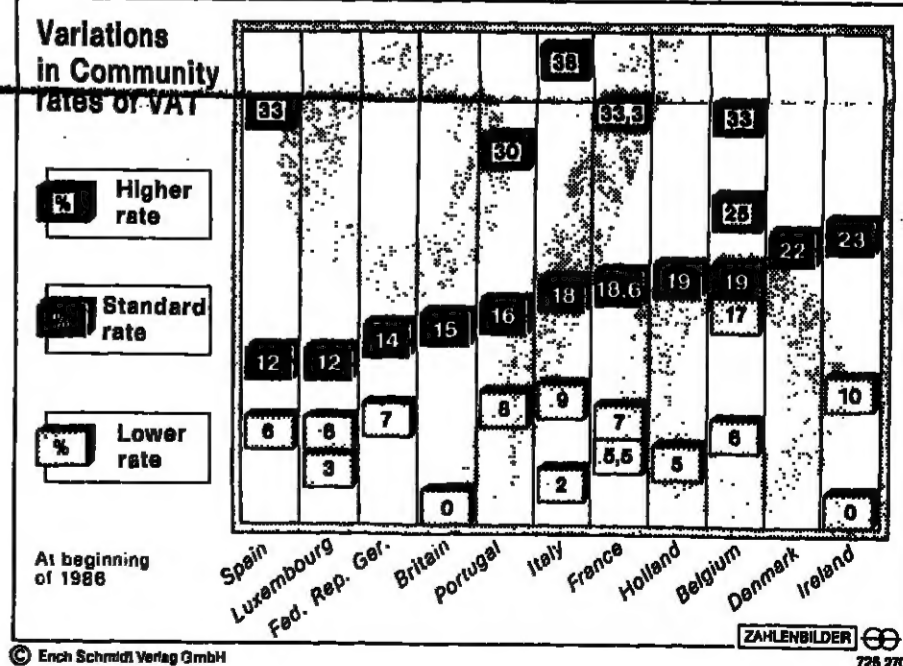 Variations
in Community
rates of VAT
%
Higher
rate
Standard
rate
%
Lower
rate
At beginning
of 1986
38
33
33,3
33
30
25
23
22
12
12
14
15
16
18
18.6
19
19
17
6
6
7
8
9
7
6
10
3
5,5
5
2
0
0
Spain
Luxembourg
Fed. Rep. Ger.
Britain
Portugal
Italy
France
Holland
Belgium
Denmark
Ireland
ZAHLENBILDER
© Erich Schmidt Verlag GmbH